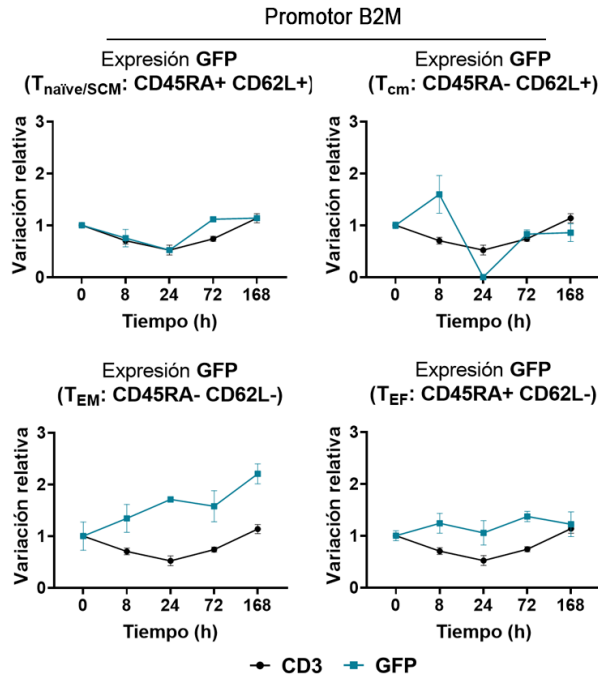 Promotor B2M
Expresión GFP
(Tnaïve/SCM: CD45RA+ CD62L+)
Variación relativa
3
2
1
0
0 8 24 72 168
Tiempo (h)
Expresión GFP
(Tcm: CD45RA- CD62L+)
Variación relativa
3
2
1
0
0 8 24 72 168
Tiempo (h)
Expresión GFP
(TEM: CD45RA- CD62L-)
Variación relativa
3
2
1
0
0 8 24 72 168
Tiempo (h)
Expresión GFP
(TEF: CD45RA+ CD62L-)
Variación relativa
3
2
1
0
0 8 24 72 168
Tiempo (h)
CD3 GFP